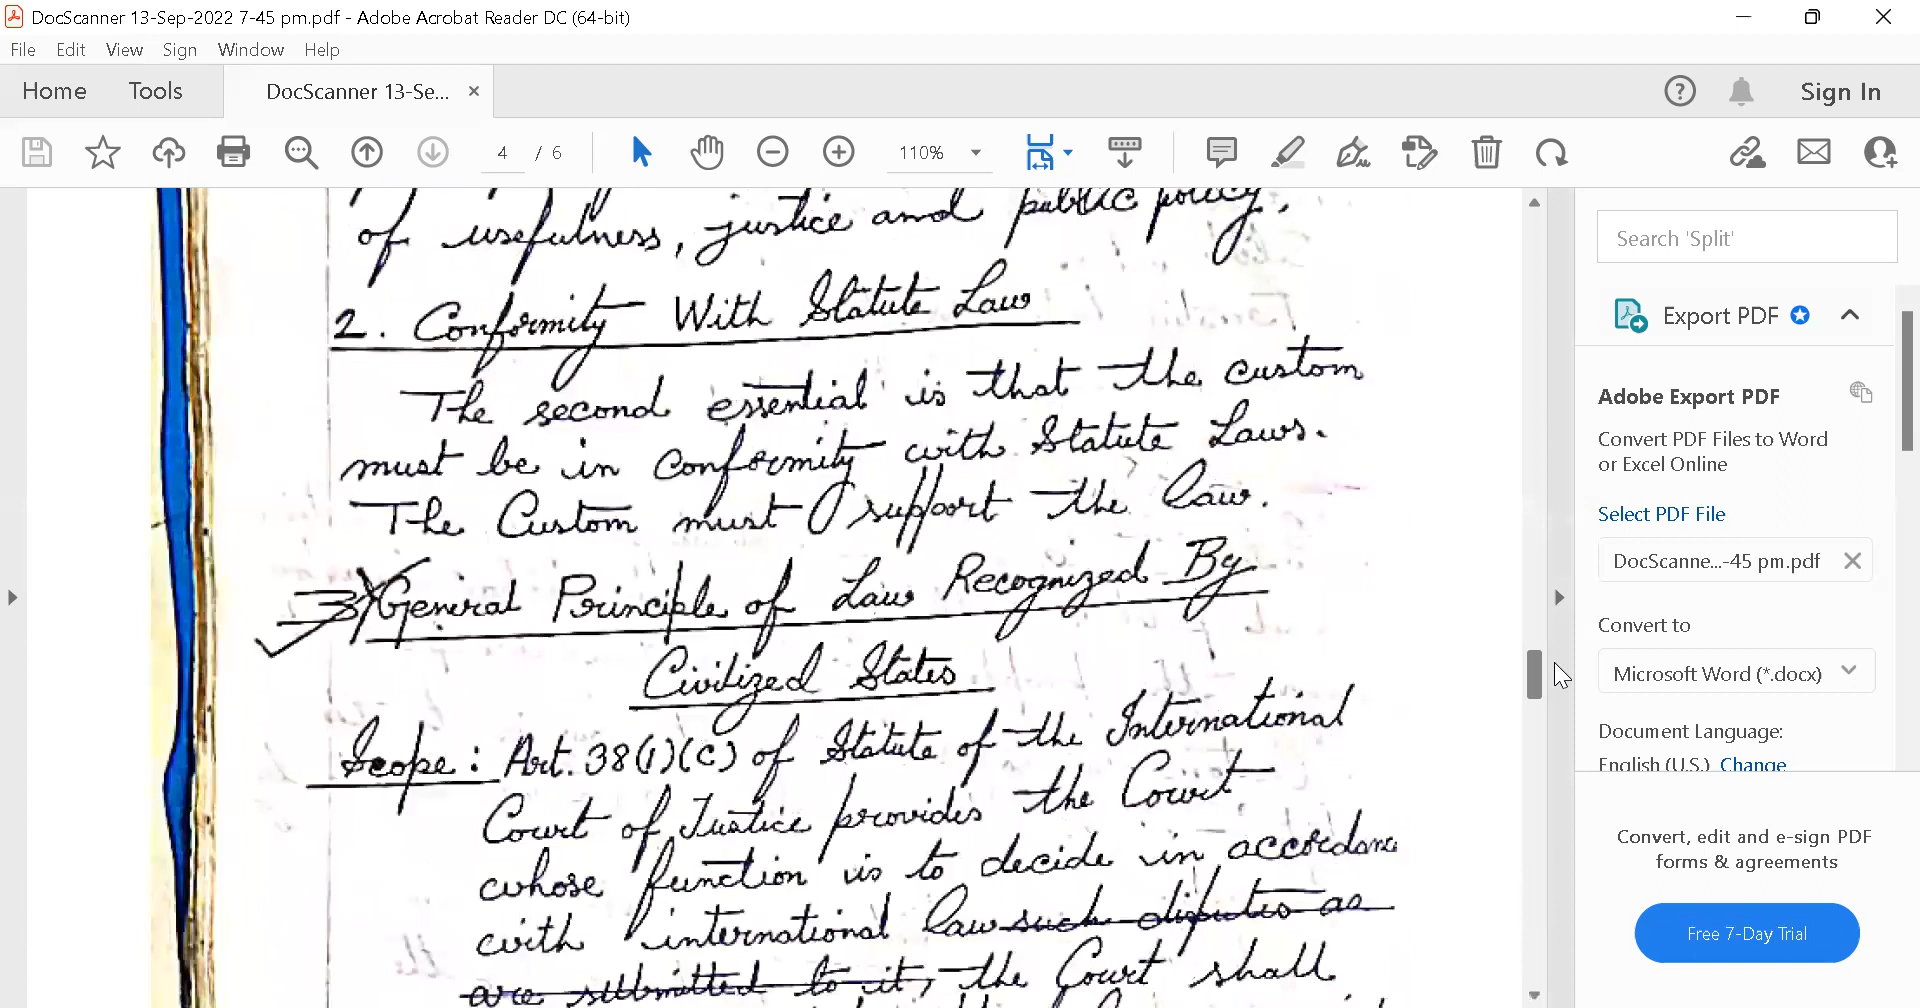 DocScanner 13-Sep-2022 7-45 pm.pdf - Adobe Acrobat Reader DC (64-bit)
File Edit View Sign Window Help
Home Tools DocScanner 13-Se... × Sign In
4 / 6 110%
of usefulness, justice and public policy.
2. Conformity With Statute Law
The second essential is that the custom
must be in conformity with Statute Laws.
The Custom must support the law.
3 General Principle of Law Recognized By
Civilized States
Scope : Art. 38(1)(c) of Statute of the International
Court of Justice provides the Court
whose function is to decide in accordanc
with international law such disputes as
are submitted to it, the Court shall
Search 'Split'
Export PDF
Adobe Export PDF
Convert PDF Files to Word
or Excel Online
Select PDF File
DocScanne...-45 pm.pdf
Convert to
Microsoft Word (*.docx)
Document Language:
English (U.S.) Change
Convert, edit and e-sign PDF
forms & agreements
Free 7-Day Trial